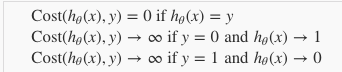 Cost(hθ(x), y) = 0 if hθ(x) = y
Cost(hθ(x), y) → ∞ if y = 0 and hθ(x) → 1
Cost(hθ(x), y) → ∞ if y = 1 and hθ(x) → 0